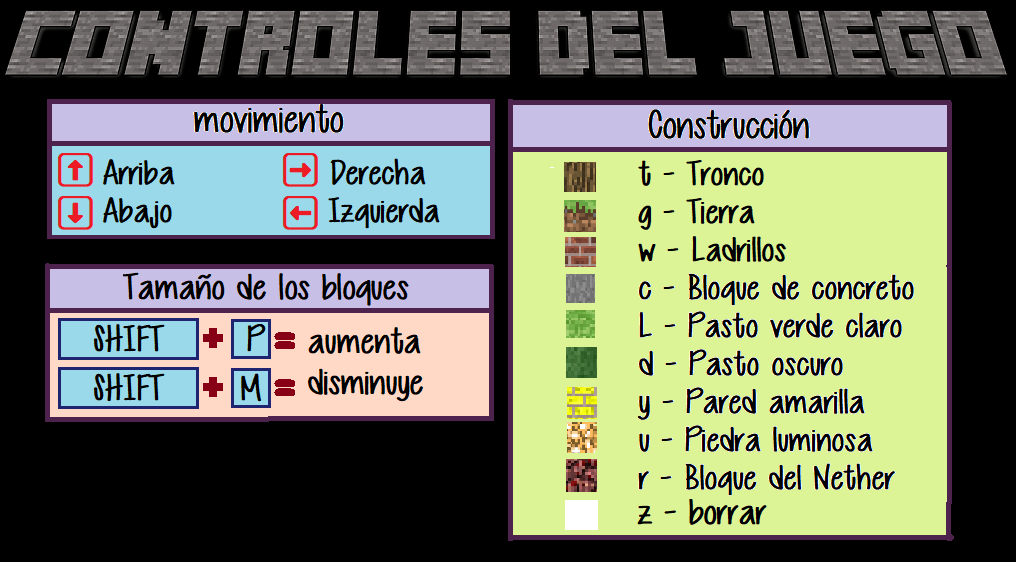 CONTROLES DEL JUEGO
movimiento
↑ Arriba → Derecha
↓ Abajo ← Izquierda
Tamaño de los bloques
SHIFT + P = aumenta
SHIFT + M = disminuye
Construcción
t - Tronco
g - Tierra
w - Ladrillos
c - Bloque de concreto
L - Pasto verde claro
d - Pasto oscuro
y - Pared amarilla
u - Piedra luminosa
r - Bloque del Nether
z - borrar